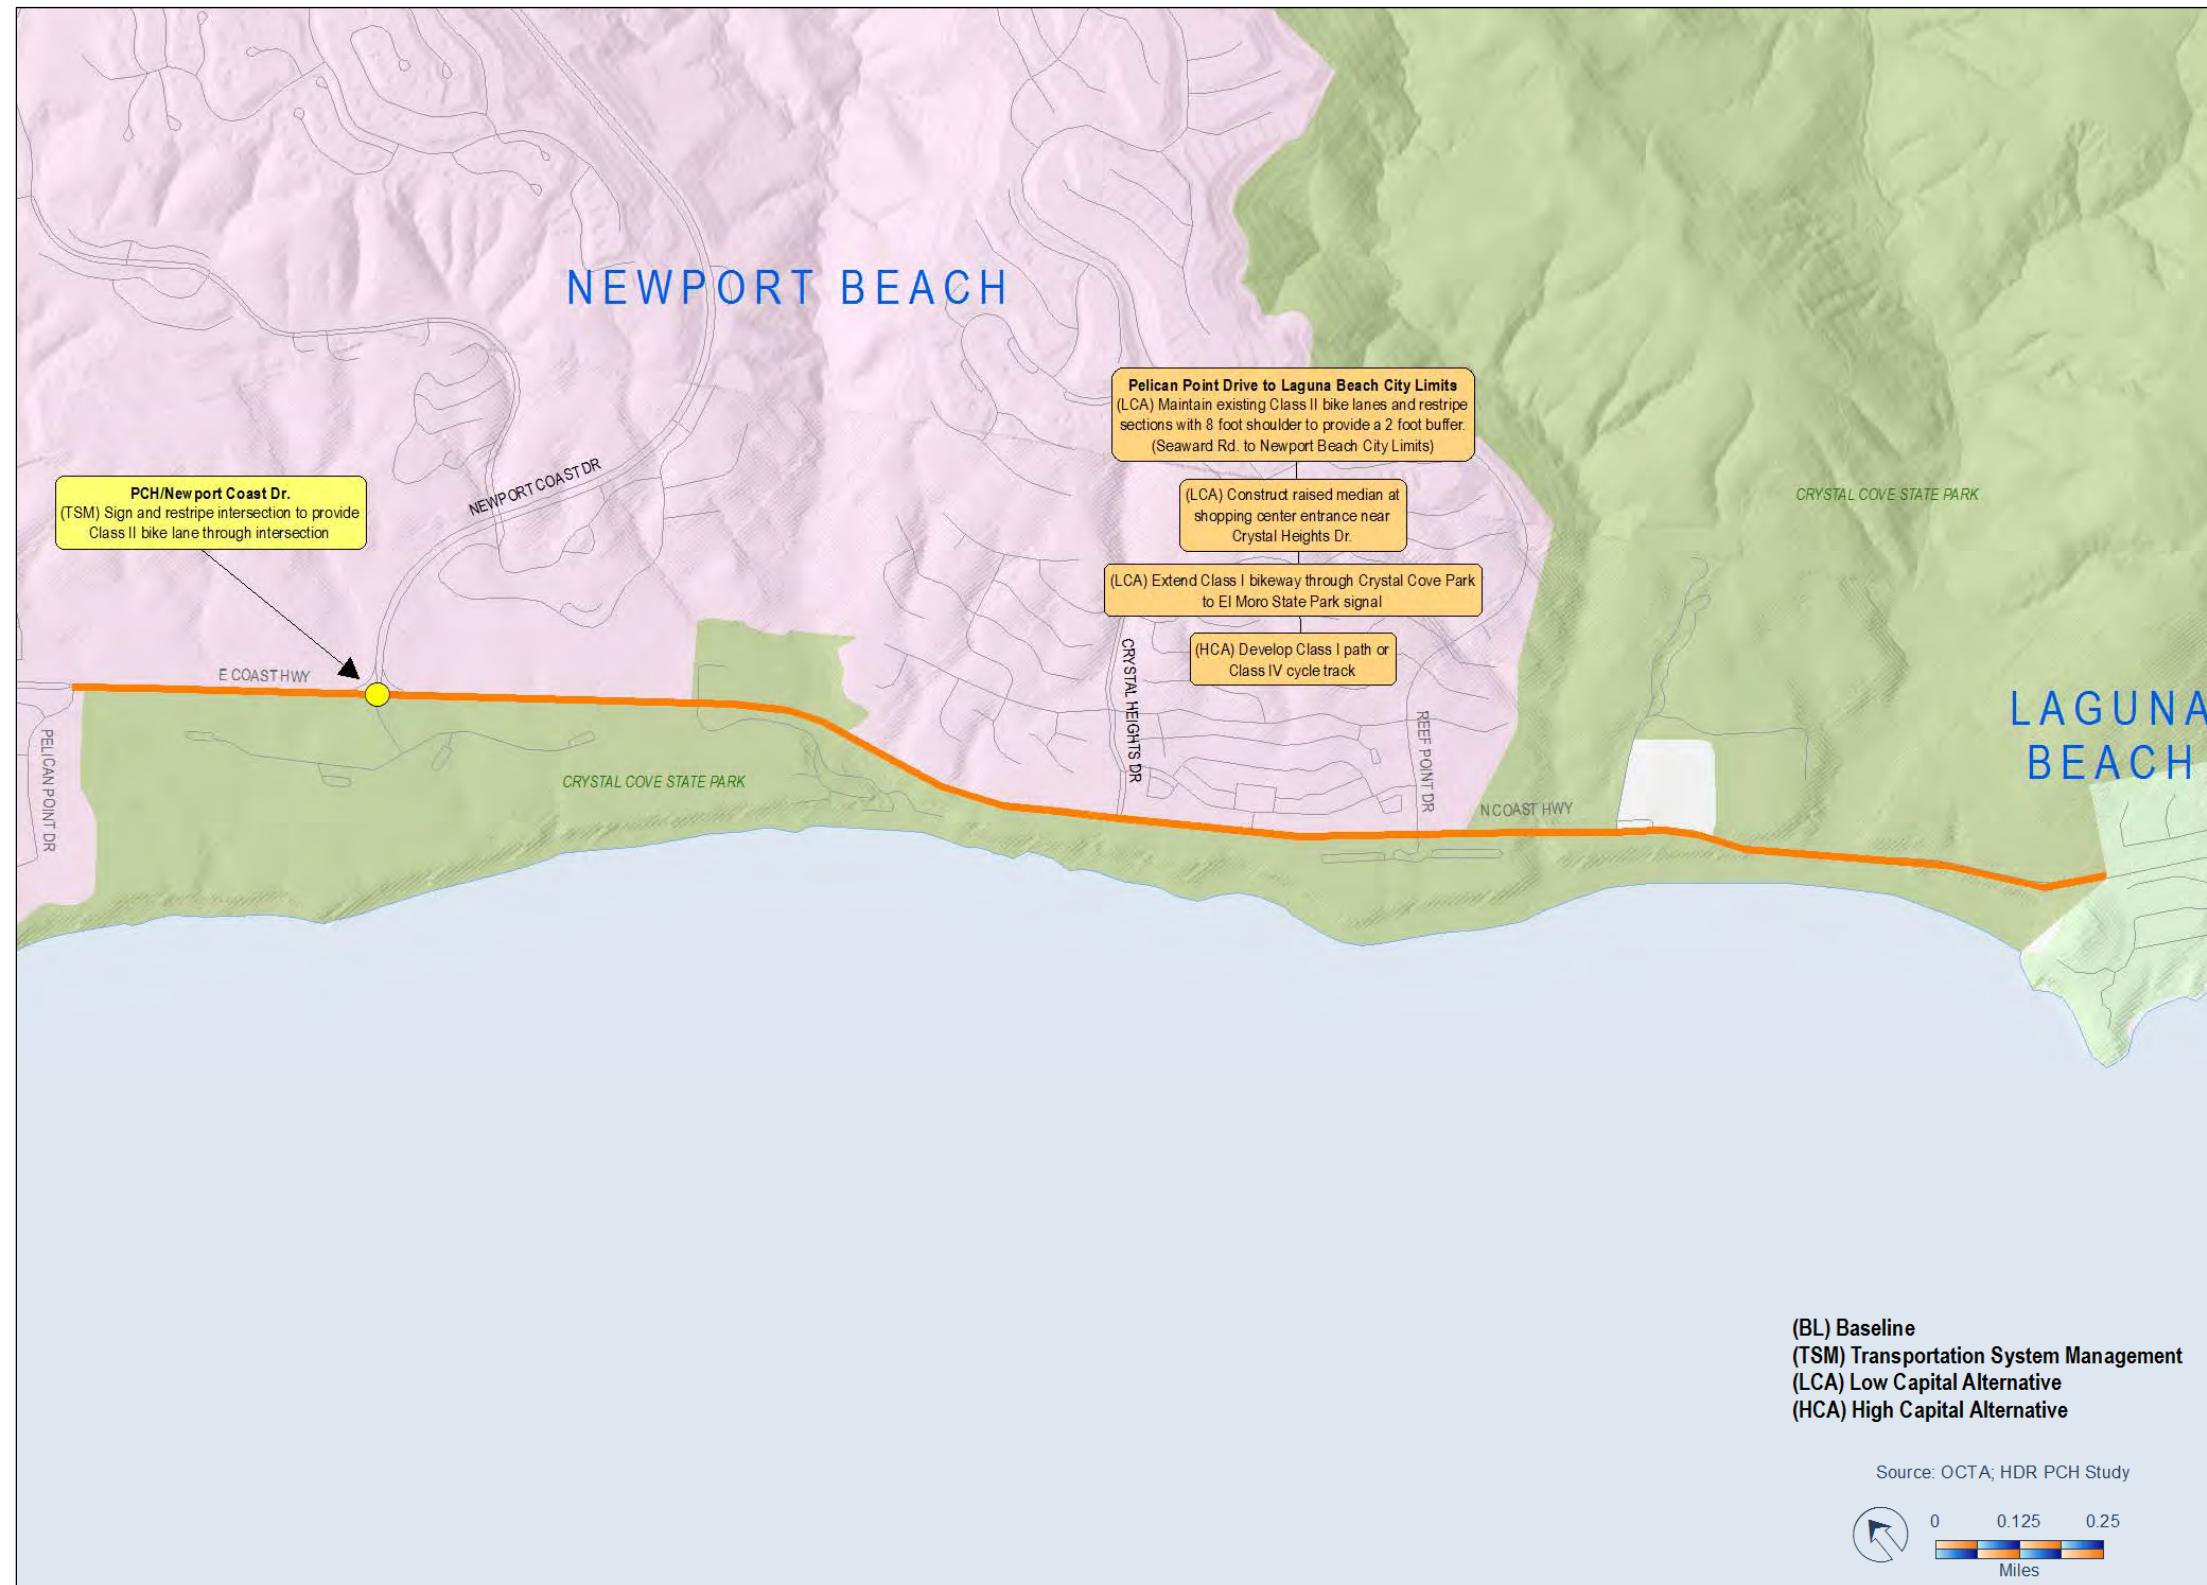 NEWPORT BEACH
Pelican Point Drive to Laguna Beach City Limits
(LCA) Maintain existing Class II bike lanes and restripe
sections with 8 foot shoulder to provide a 2 foot buffer.
(Seaward Rd. to Newport Beach City Limits)
NEWPORT COAST DR
PCH/Newport Coast Dr.
(TSM) Sign and restripe intersection to provide
Class II bike lane through intersection
(LCA) Construct raised median at
shopping center entrance near
Crystal Heights Dr.
CRYSTAL COVE STATE PARK
(LCA) Extend Class I bikeway through Crystal Cove Park
to El Moro State Park signal
(HCA) Develop Class I path or
Class IV cycle track
E COAST HWY
CRYSTAL HEIGHTS DR
REEF POINT DR
LAGUNA
BEACH
PELICAN POINT DR
CRYSTAL COVE STATE PARK
N COAST HWY
(BL) Baseline
(TSM) Transportation System Management
(LCA) Low Capital Alternative
(HCA) High Capital Alternative
Source: OCTA; HDR PCH Study
0 0.125 0.25
Miles